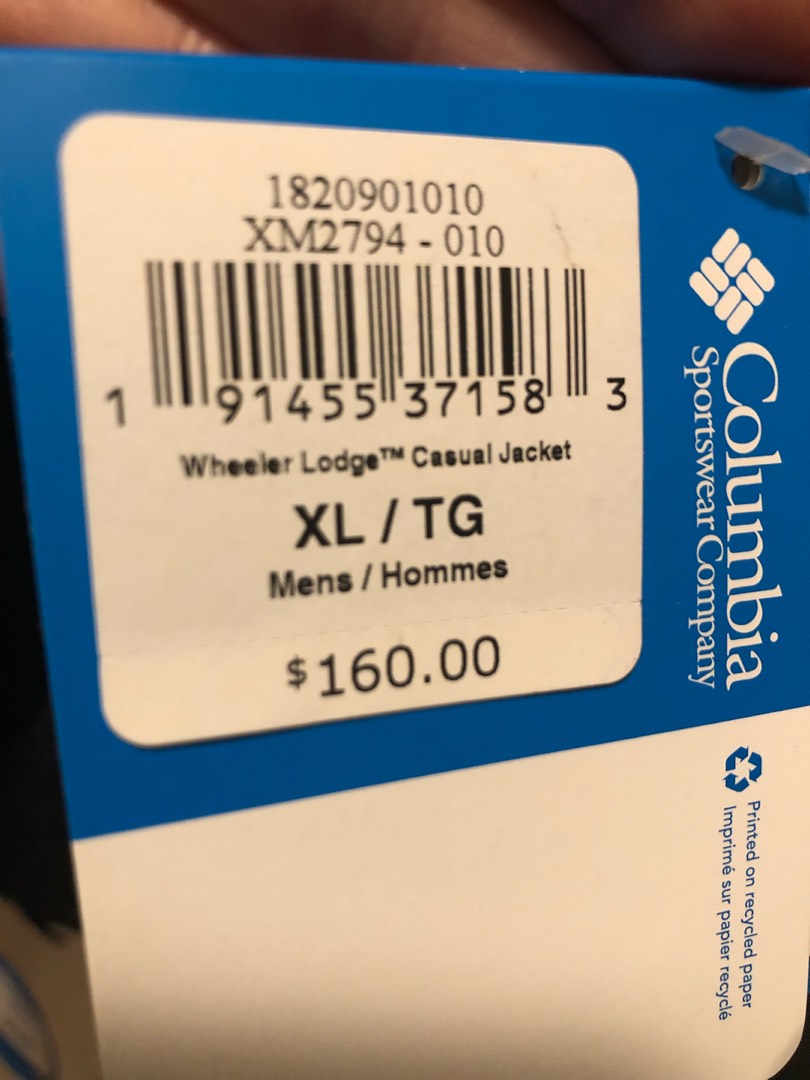 1820901010
XM2794 - 010
1 91455 37158 3
Wheeler Lodge™ Casual Jacket
XL / TG
Mens / Hommes
$160.00
Columbia
Sportswear Company
Printed on recycled paper
Imprimé sur papier recyclé